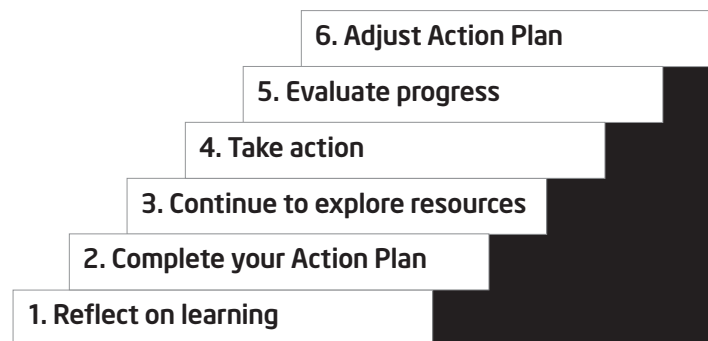 6. Adjust Action Plan
5. Evaluate progress
4. Take action
3. Continue to explore resources
2. Complete your Action Plan
1. Reflect on learning